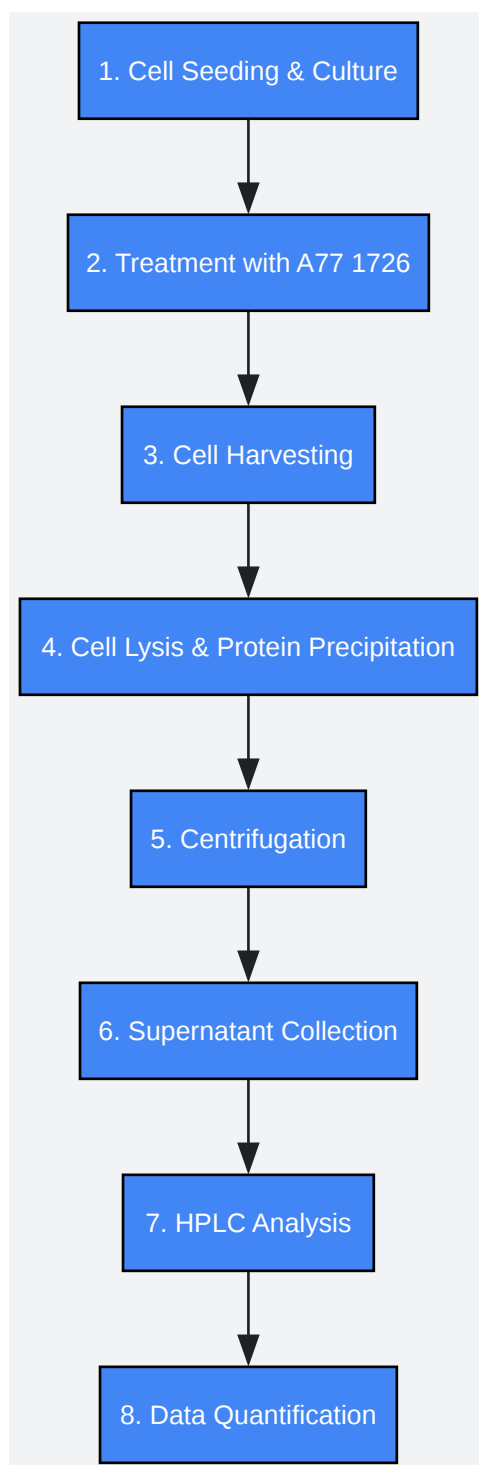 1. Cell Seeding & Culture
2. Treatment with A77 1726
3. Cell Harvesting
4. Cell Lysis & Protein Precipitation
5. Centrifugation
6. Supernatant Collection
7. HPLC Analysis
8. Data Quantification